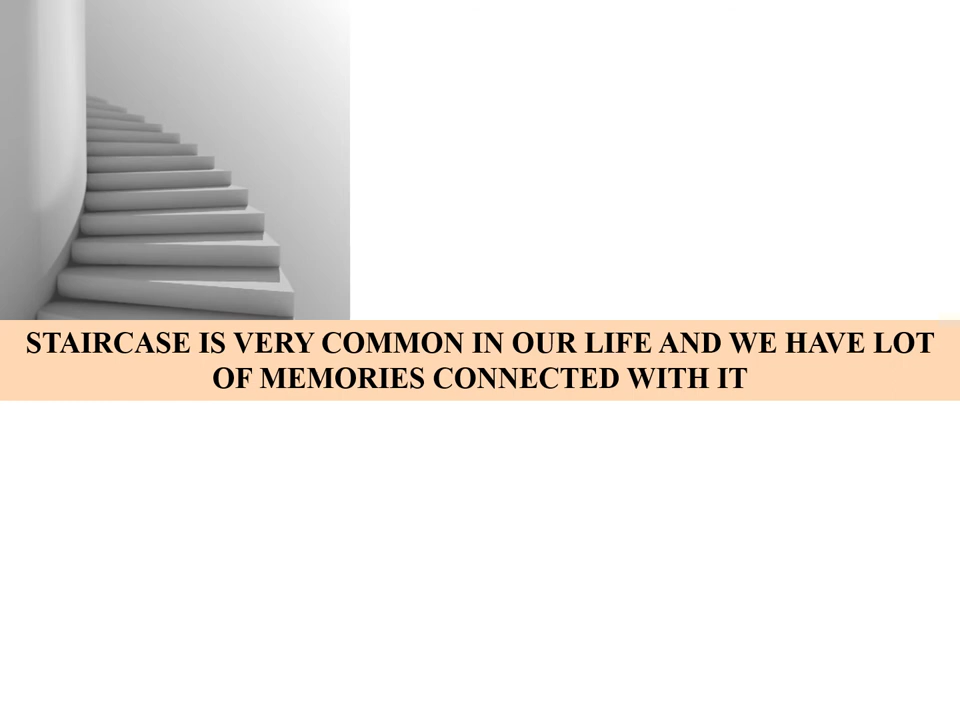 STAIRCASE IS VERY COMMON IN OUR LIFE AND WE HAVE LOT
OF MEMORIES CONNECTED WITH IT